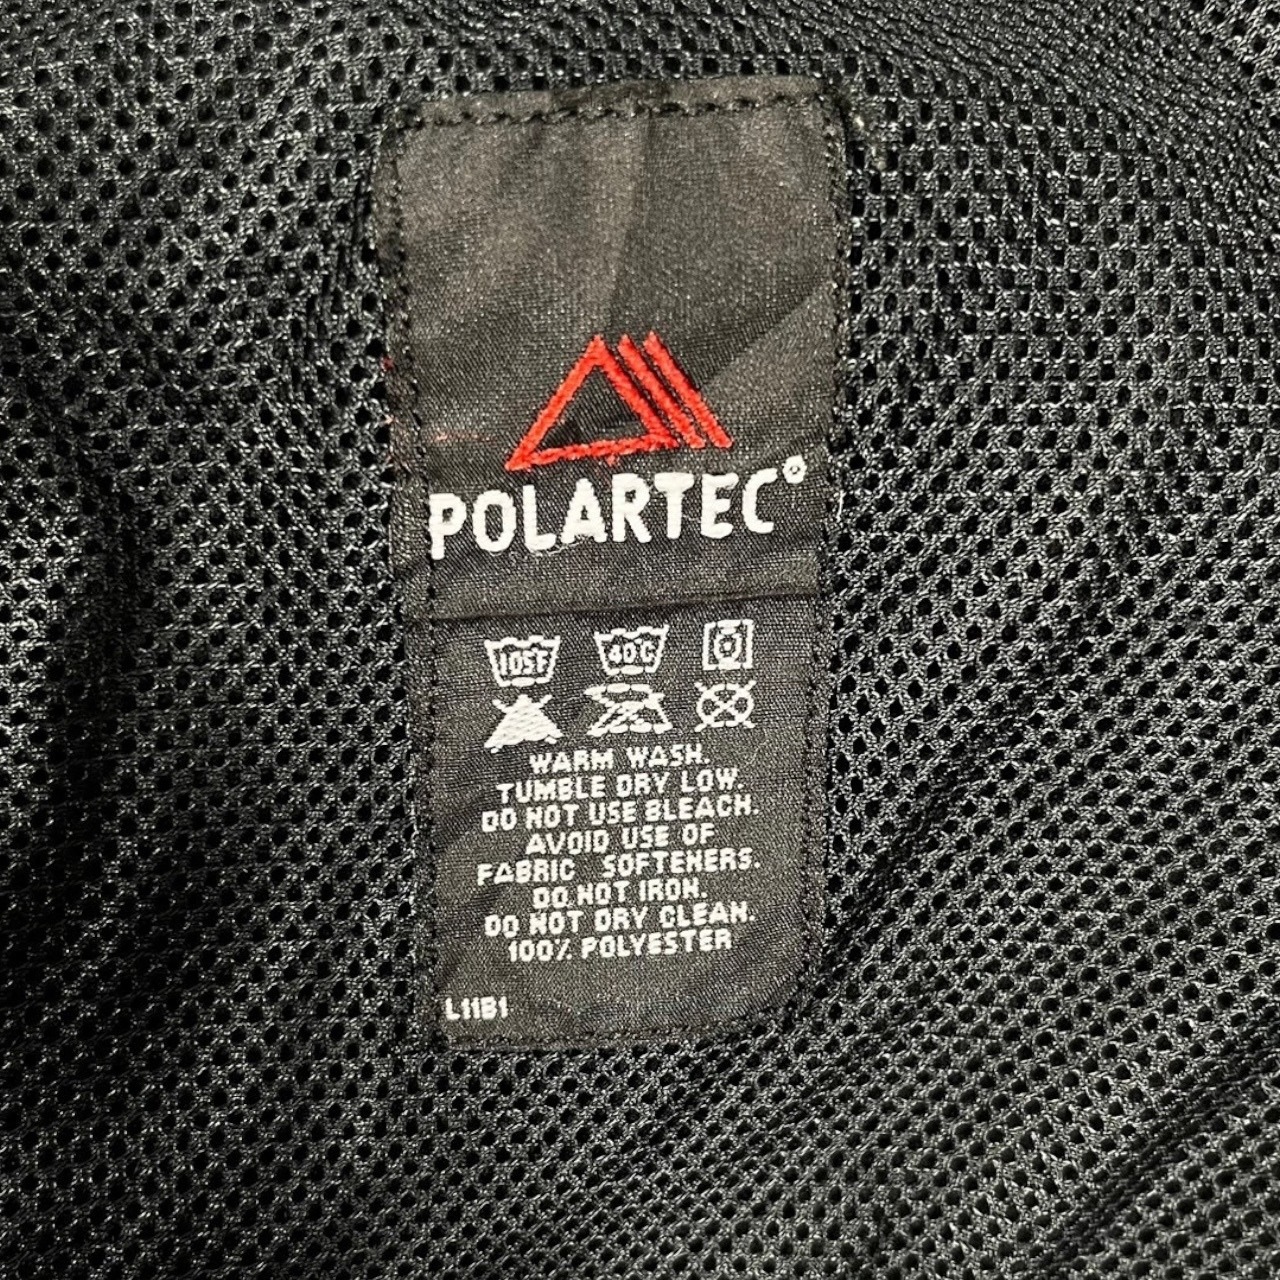 POLARTEC®
105F 40C
WARM WASH.
TUMBLE DRY LOW.
DO NOT USE BLEACH.
AVOID USE OF
FABRIC SOFTENERS.
DO NOT IRON.
DO NOT DRY CLEAN.
100% POLYESTER
L11B1